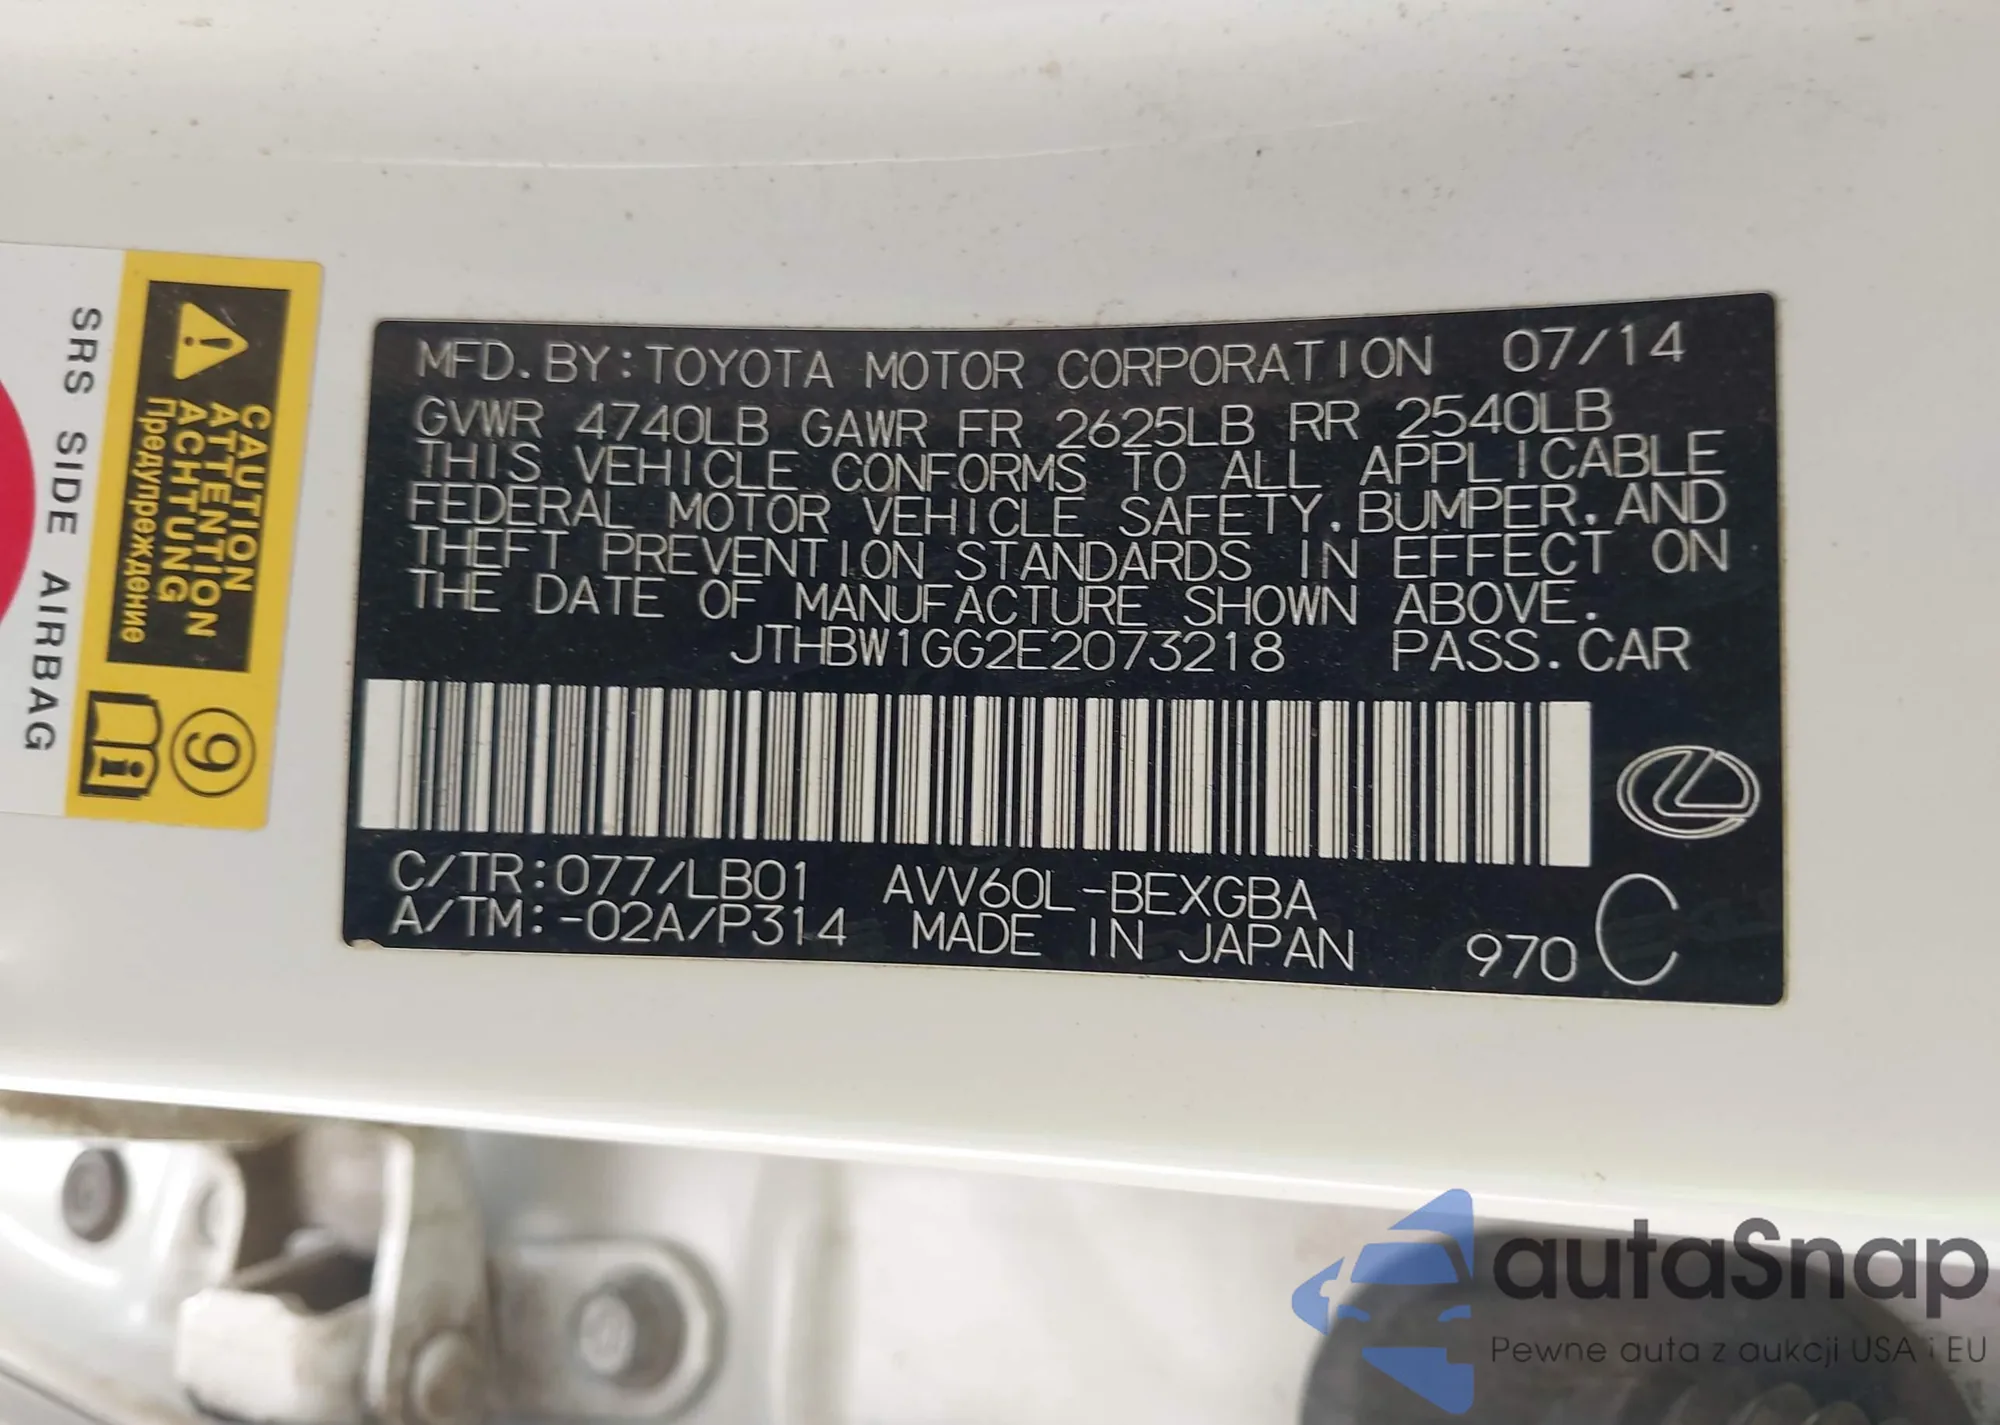 MFD. BY: TOYOTA MOTOR CORPORATION 07/14
GVWR 4740LB GAWR FR 2625LB RR 2540LB
THIS VEHICLE CONFORMS TO ALL APPLICABLE
FEDERAL MOTOR VEHICLE SAFETY, BUMPER, AND
THEFT PREVENTION STANDARDS IN EFFECT ON
THE DATE OF MANUFACTURE SHOWN ABOVE.
JTHBW1GG2E2073218 PASS. CAR
C/TR: 077/LB01 AVV60L-BEXGBA
A/TM: -02A/P314 MADE IN JAPAN 970 C
CAUTION
ATTENTION
ACHTUNG
Предупреждение
9
SRS SIDE AIRBAG
autaSnap
Pewne auta z aukcji USA i EU